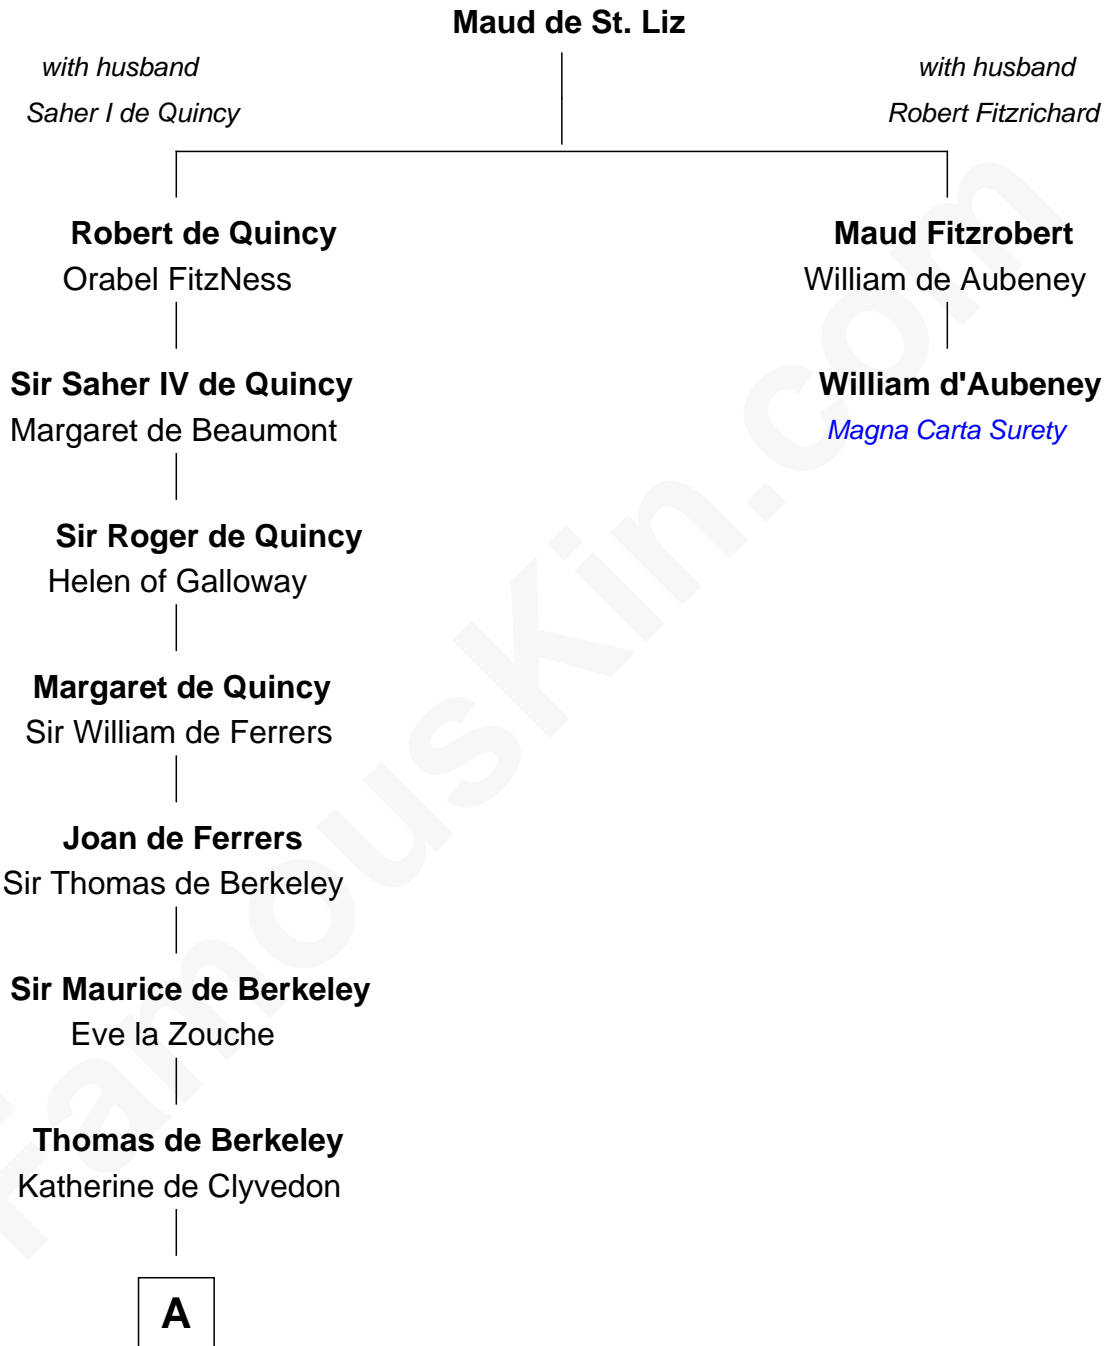 Maud de St. Liz
with husband
Saher I de Quincy
with husband
Robert Fitzrichard
Robert de Quincy
Orabel FitzNess
Maud Fitzrobert
William de Aubeney
Sir Saher IV de Quincy
Margaret de Beaumont
William d'Aubeney
Magna Carta Surety
Sir Roger de Quincy
Helen of Galloway
Margaret de Quincy
Sir William de Ferrers
Joan de Ferrers
Sir Thomas de Berkeley
Sir Maurice de Berkeley
Eve la Zouche
Thomas de Berkeley
Katherine de Clyvedon
A
FamousKin.com